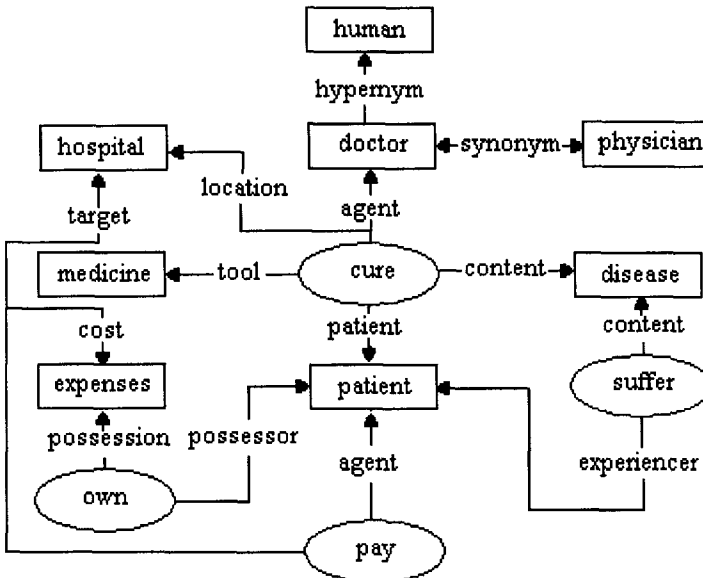 human
hypernym
hospital
doctor
synonym
physician
location
target
agent
medicine
tool
cure
content
disease
cost
patient
content
expenses
patient
suffer
possession
possessor
agent
experiencer
own
pay